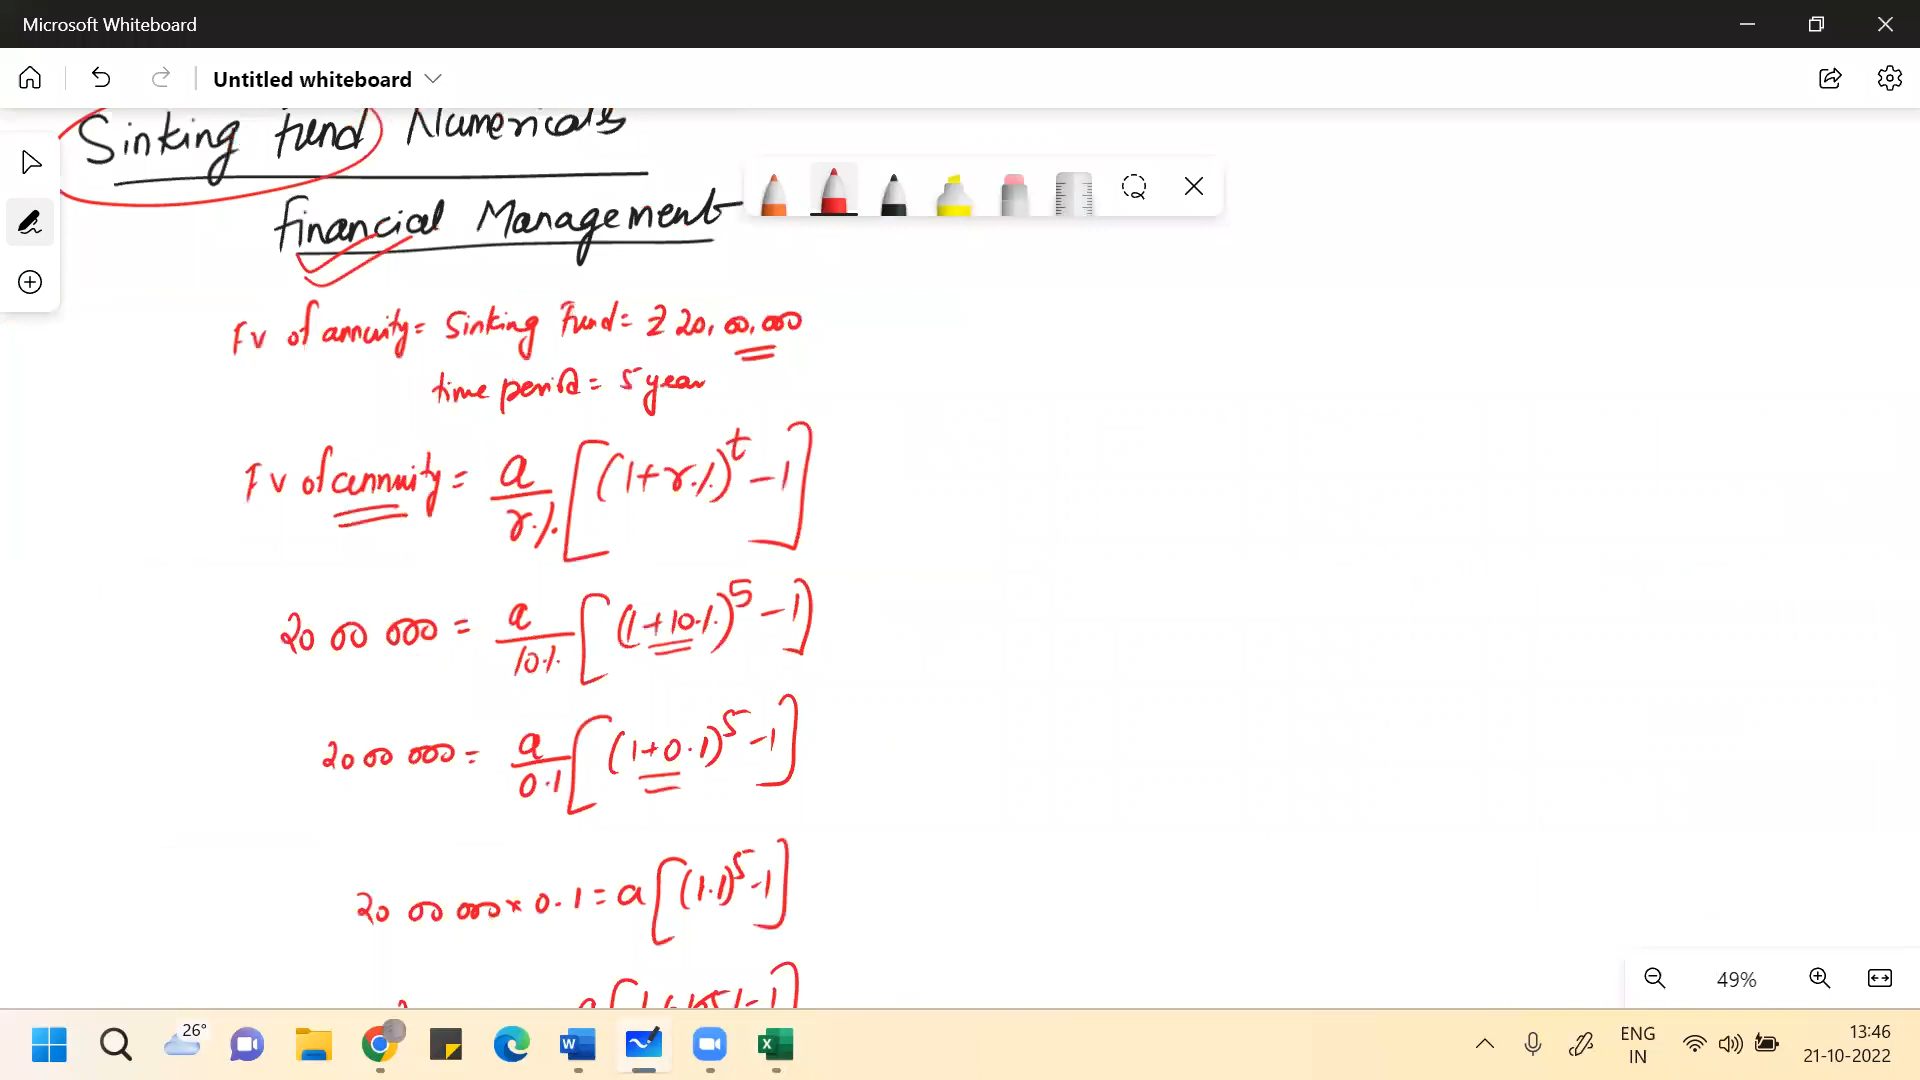 Microsoft Whiteboard
Untitled whiteboard
Sinking Fund Numericals
Financial Management
FV of annuity = Sinking Fund = ₹ 20,00,000
time period = 5 year
FV of annuity = a/r% [(1+r%)^t - 1]
20 00 000 = a/10% [(1+10%)^5 - 1]
20 00 000 = a/0.1 [(1+0.1)^5 - 1]
20 00 000 × 0.1 = a [(1.1)^5 - 1]
a [1.61051 - 1]
49%
26°
ENG
IN
13:46
21-10-2022